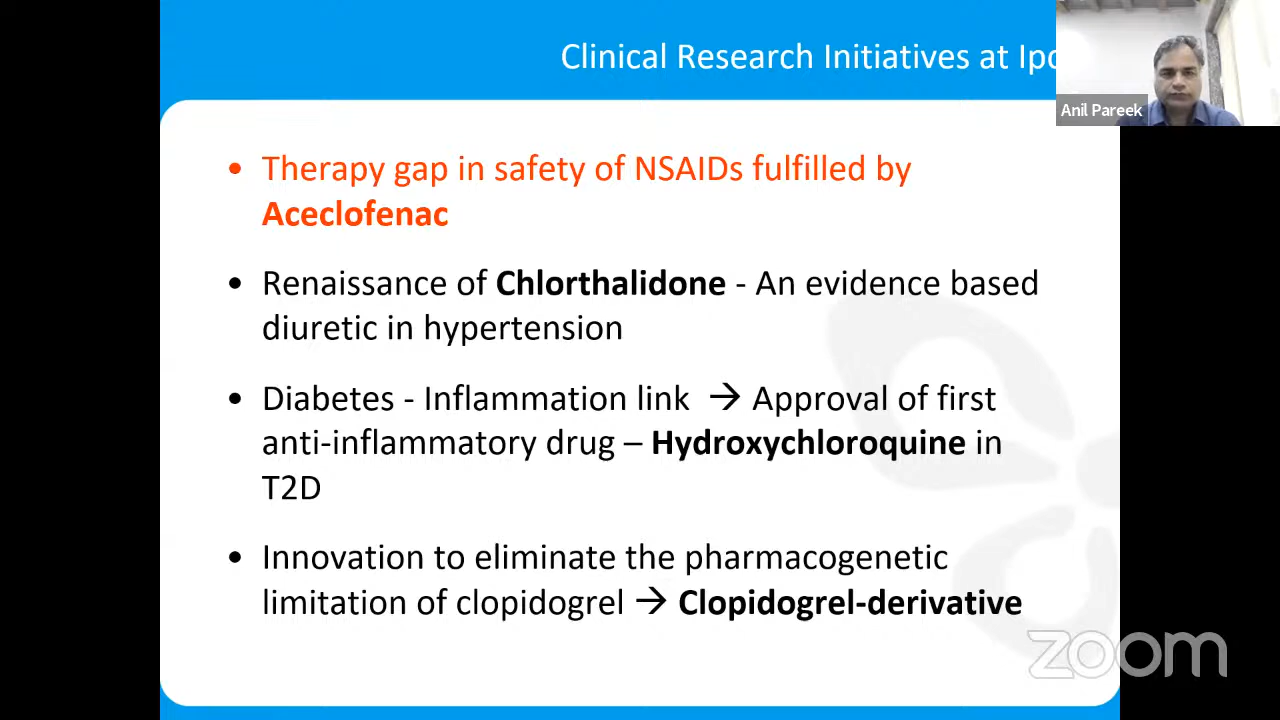 Clinical Research Initiatives at
Anil Pareek
• Therapy gap in safety of NSAIDs fulfilled by
Aceclofenac
• Renaissance of Chlorthalidone - An evidence based
diuretic in hypertension
• Diabetes - Inflammation link → Approval of first
anti-inflammatory drug – Hydroxychloroquine in
T2D
• Innovation to eliminate the pharmacogenetic
limitation of clopidogrel → Clopidogrel-derivative
zoom